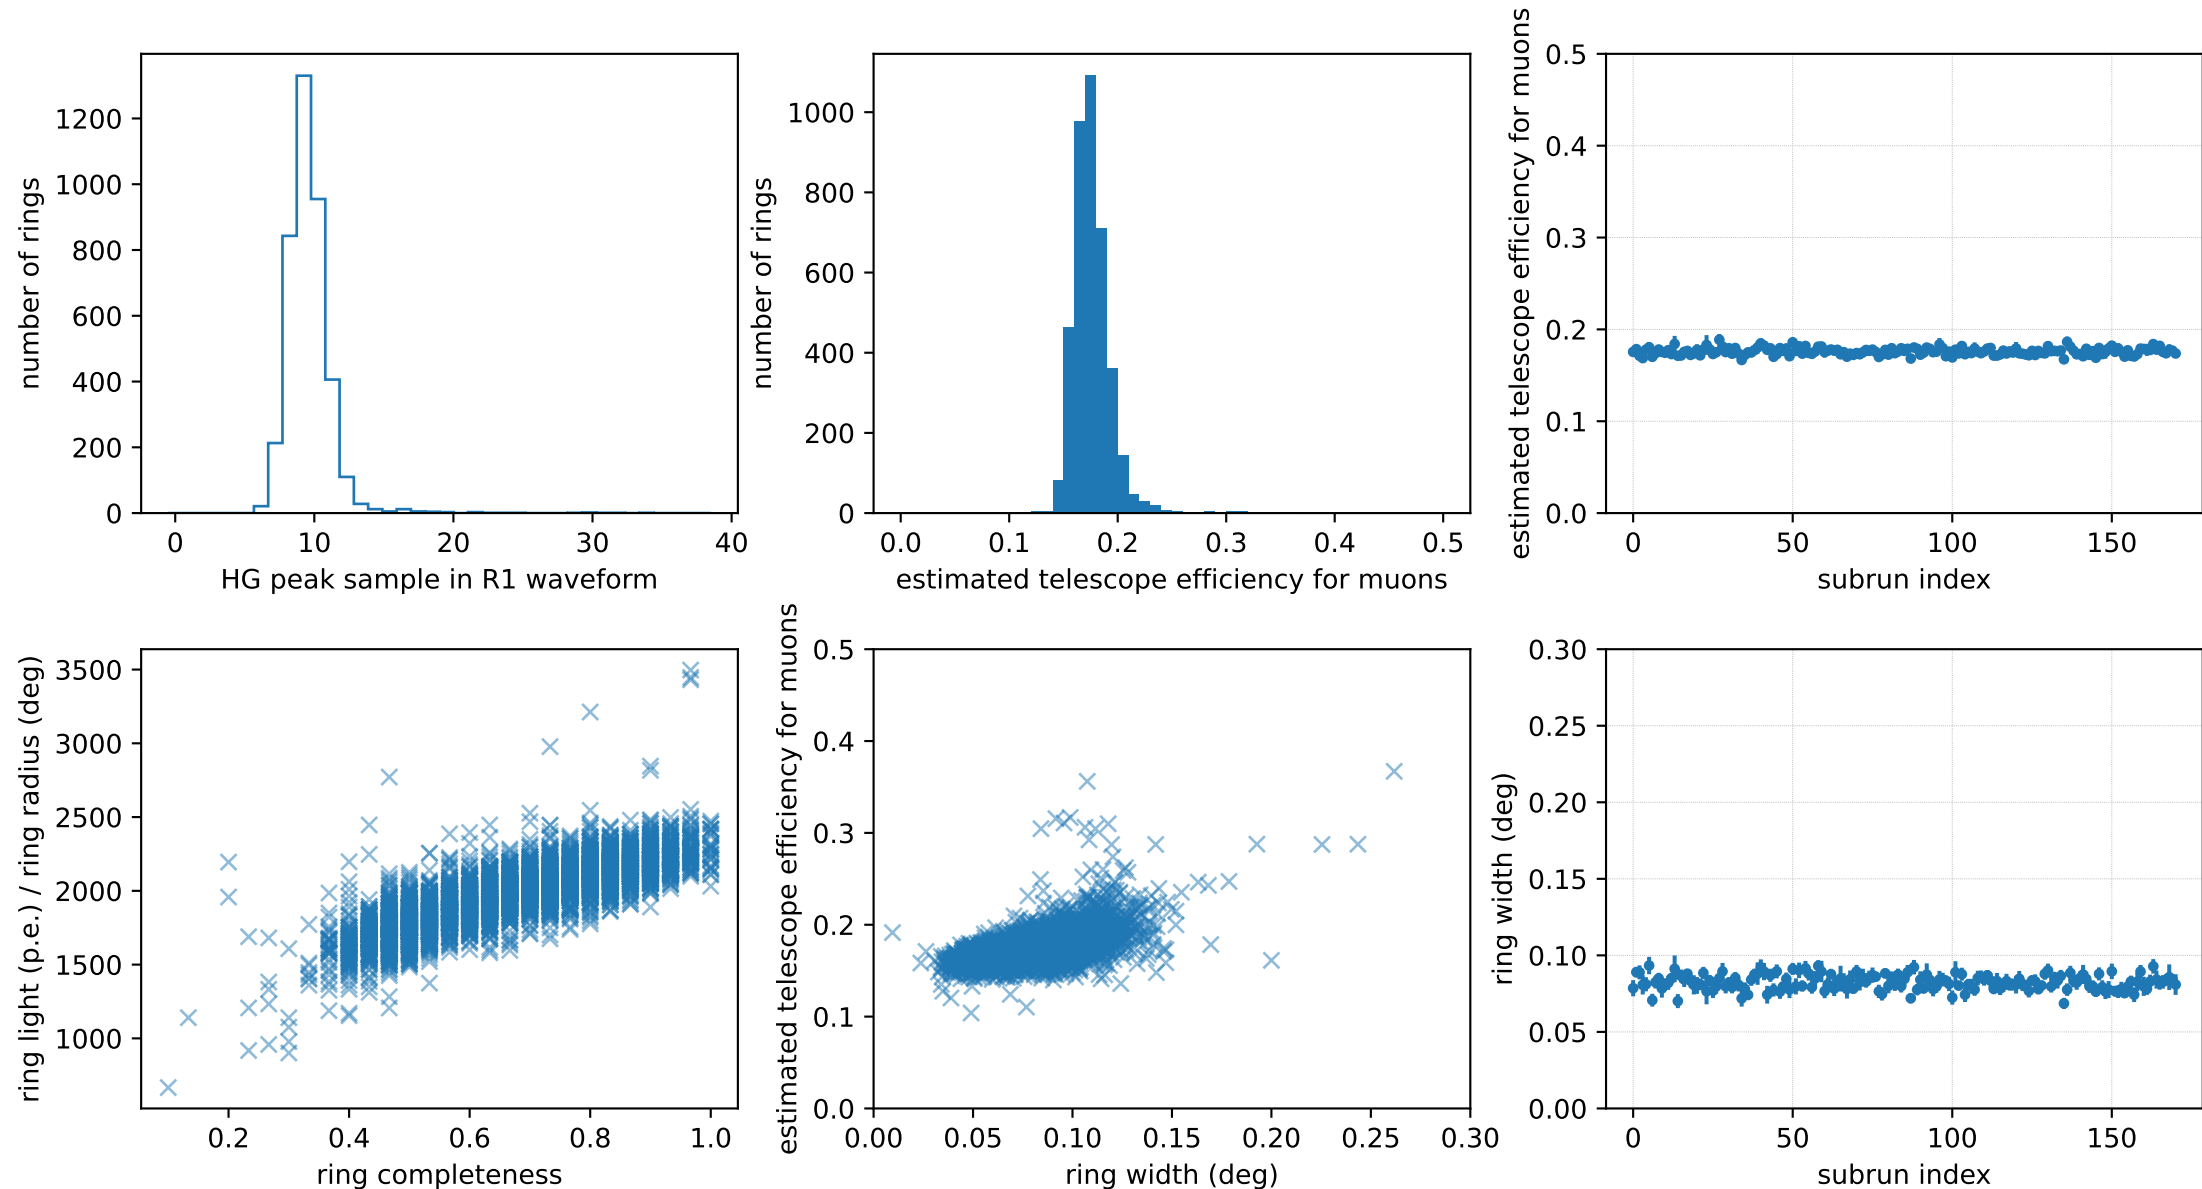 number of rings
1200
1000
800
600
400
200
0
0 10 20 30 40
HG peak sample in R1 waveform
number of rings
1000
800
600
400
200
0
0.0 0.1 0.2 0.3 0.4 0.5
estimated telescope efficiency for muons
estimated telescope efficiency for muons
0.5
0.4
0.3
0.2
0.1
0.0
0 50 100 150
subrun index
ring light (p.e.) / ring radius (deg)
3500
3000
2500
2000
1500
1000
0.2 0.4 0.6 0.8 1.0
ring completeness
estimated telescope efficiency for muons
0.5
0.4
0.3
0.2
0.1
0.0
0.00 0.05 0.10 0.15 0.20 0.25 0.30
ring width (deg)
ring width (deg)
0.30
0.25
0.20
0.15
0.10
0.05
0.00
0 50 100 150
subrun index